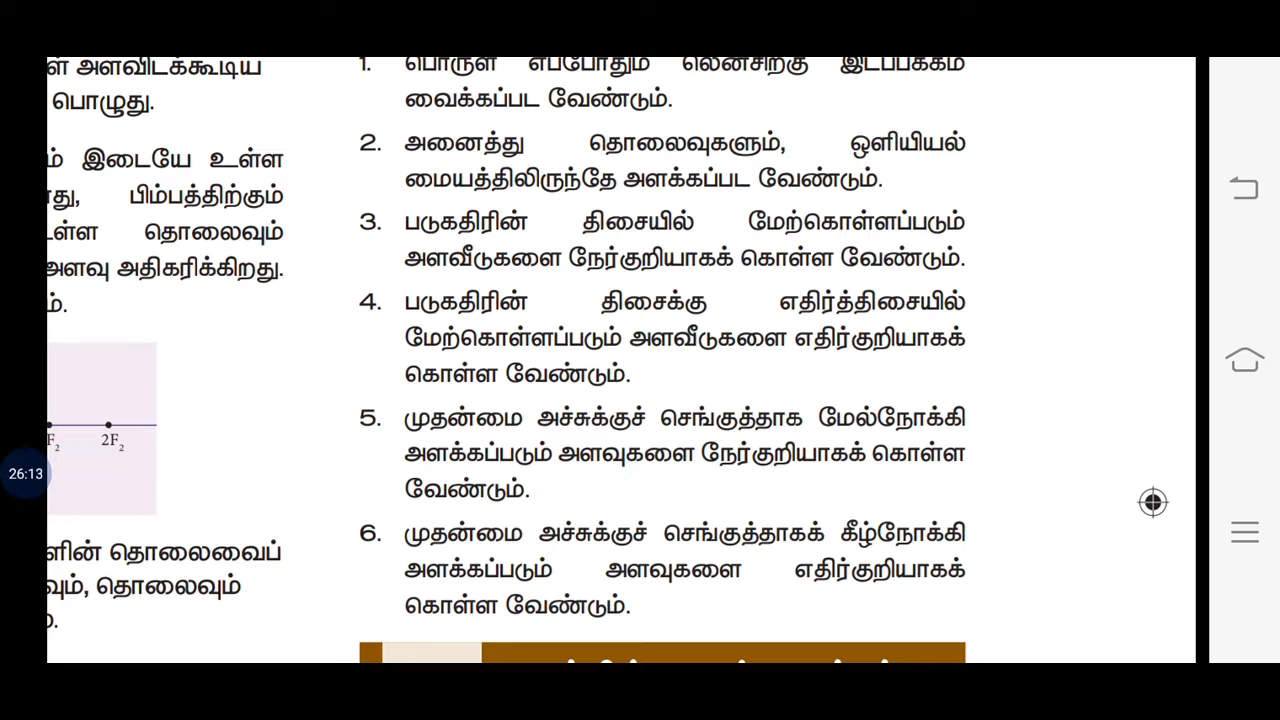 ள் அளவிடக்கூடிய
பொழுது.
ம் இடையே உள்ள
பிம்பத்திற்கும்
ள்ள தொலைவும்
அளவு அதிகரிக்கிறது.
ம்.
F₂ 2F₂
26:13
ளின் தொலைவைப்
வும், தொலைவும்
1. பொருள் எப்போதும் லென்சிற்கு இடப்பக்கம்
வைக்கப்பட வேண்டும்.
2. அனைத்து தொலைவுகளும், ஒளியியல்
மையத்திலிருந்தே அளக்கப்பட வேண்டும்.
3. படுகதிரின் திசையில் மேற்கொள்ளப்படும்
அளவீடுகளை நேர்குறியாகக் கொள்ள வேண்டும்.
4. படுகதிரின் திசைக்கு எதிர்த்திசையில்
மேற்கொள்ளப்படும் அளவீடுகளை எதிர்குறியாகக்
கொள்ள வேண்டும்.
5. முதன்மை அச்சுக்குச் செங்குத்தாக மேல்நோக்கி
அளக்கப்படும் அளவுகளை நேர்குறியாகக் கொள்ள
வேண்டும்.
6. முதன்மை அச்சுக்குச் செங்குத்தாகக் கீழ்நோக்கி
அளக்கப்படும் அளவுகளை எதிர்குறியாகக்
கொள்ள வேண்டும்.